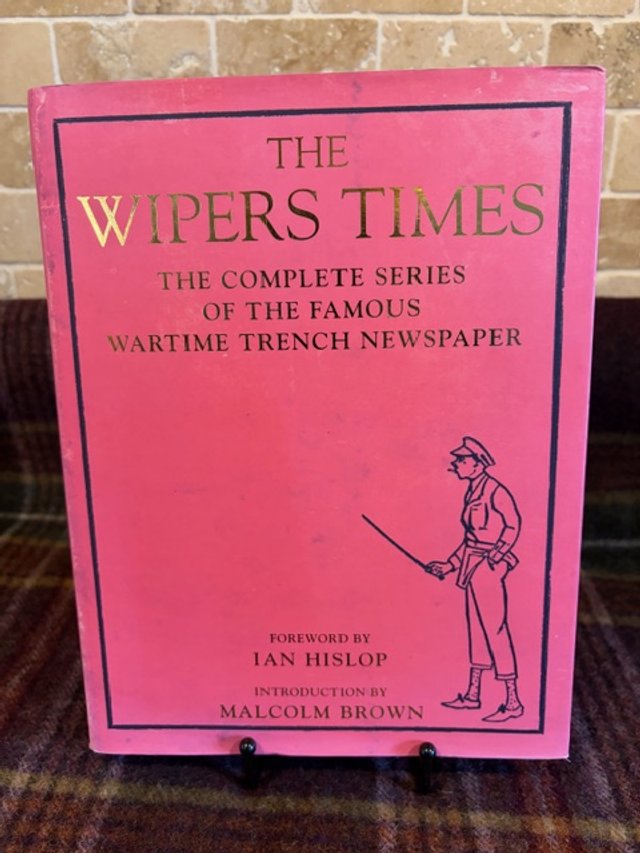 THE
WIPERS TIMES
THE COMPLETE SERIES
OF THE FAMOUS
WARTIME TRENCH NEWSPAPER
FOREWORD BY
IAN HISLOP
INTRODUCTION BY
MALCOLM BROWN